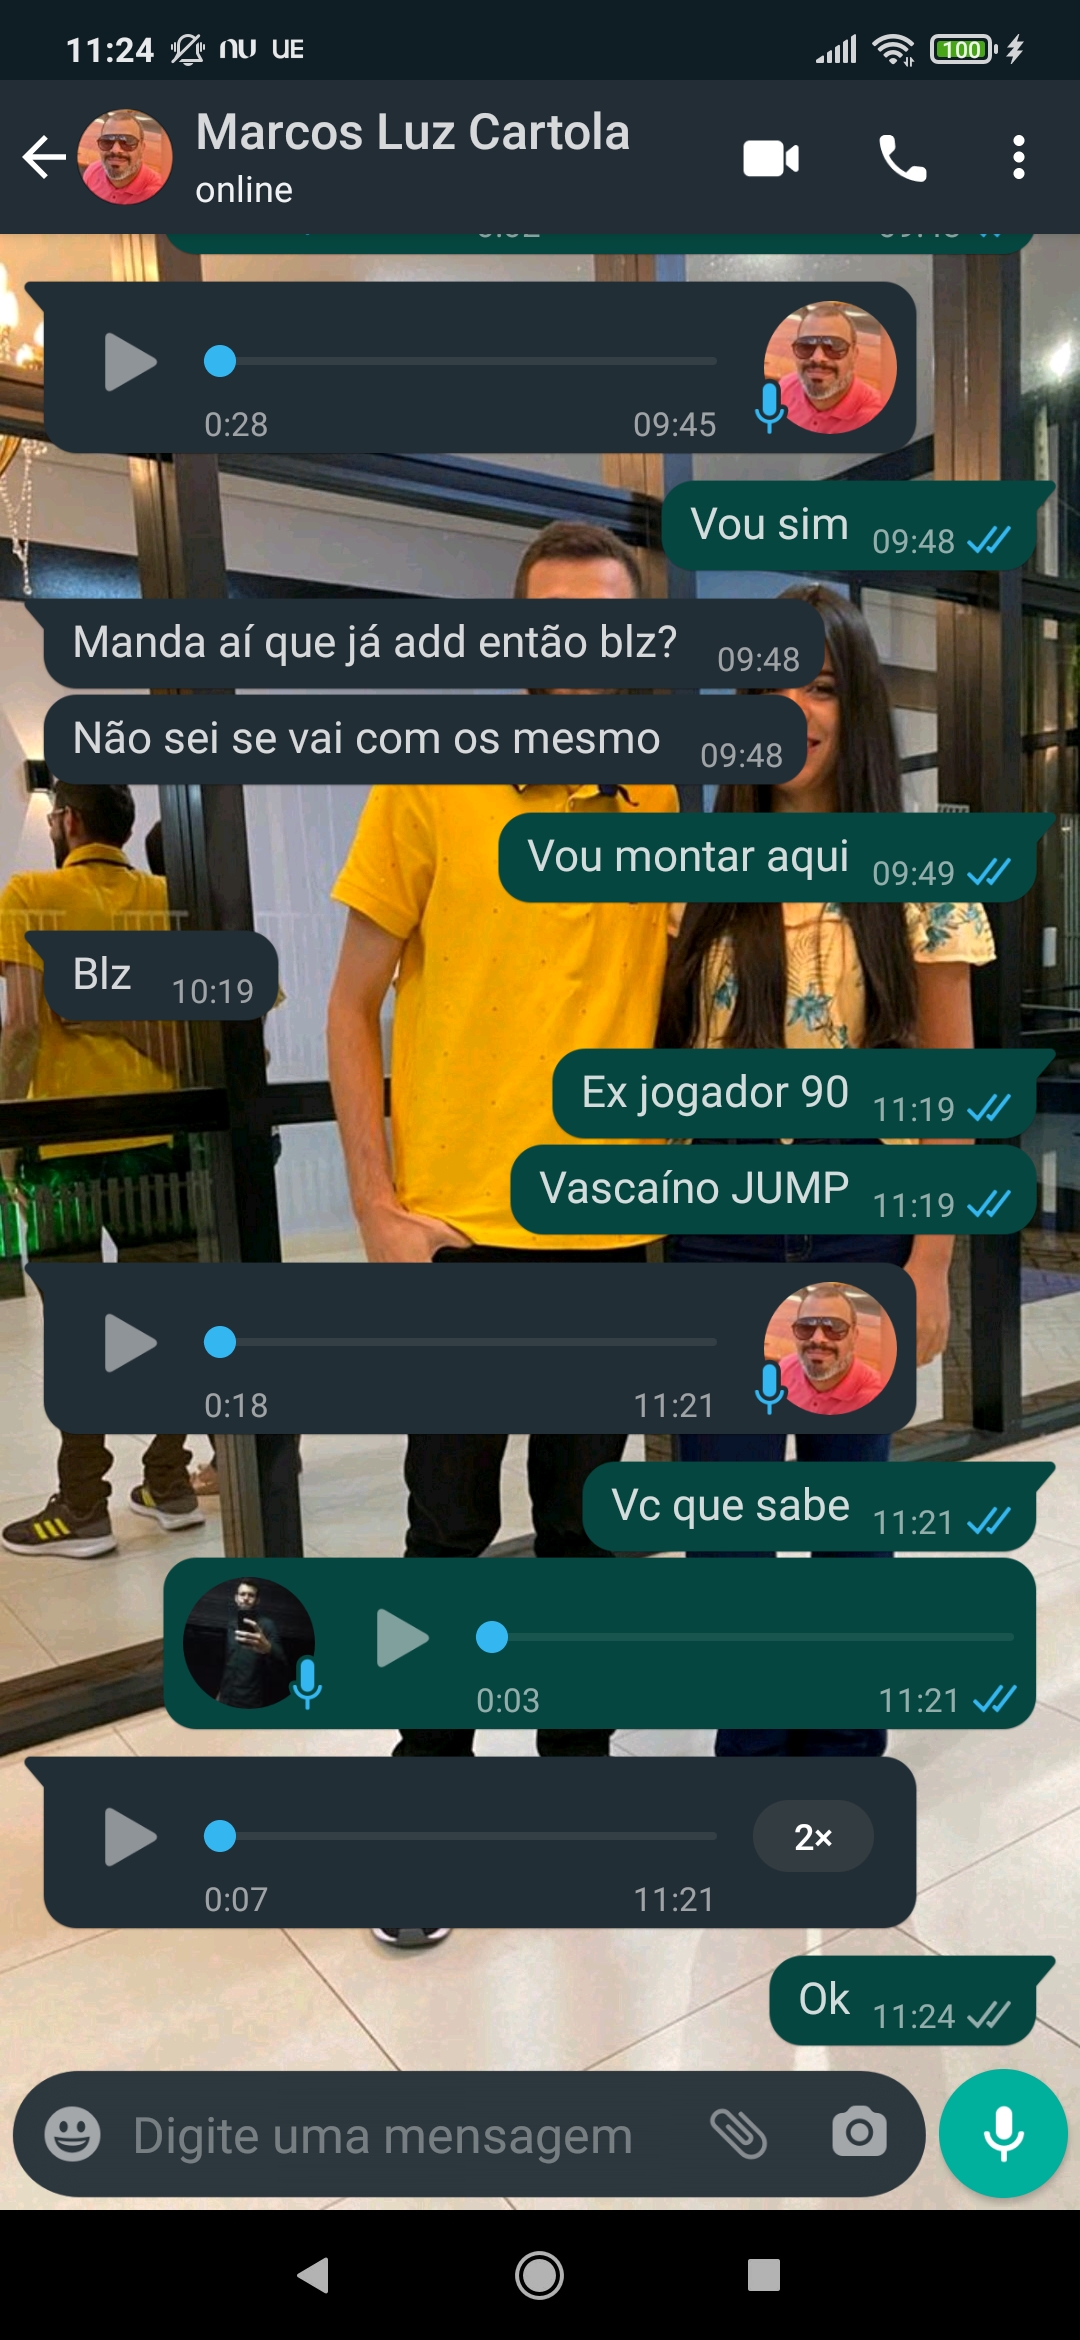 11:24 nu UE 100
Marcos Luz Cartola
online
0:28 09:45
Vou sim 09:48
Manda aí que já add então blz? 09:48
Não sei se vai com os mesmo 09:48
Vou montar aqui 09:49
Blz 10:19
Ex jogador 90 11:19
Vascaíno JUMP 11:19
0:18 11:21
Vc que sabe 11:21
0:03 11:21
2×
0:07 11:21
Ok 11:24
Digite uma mensagem